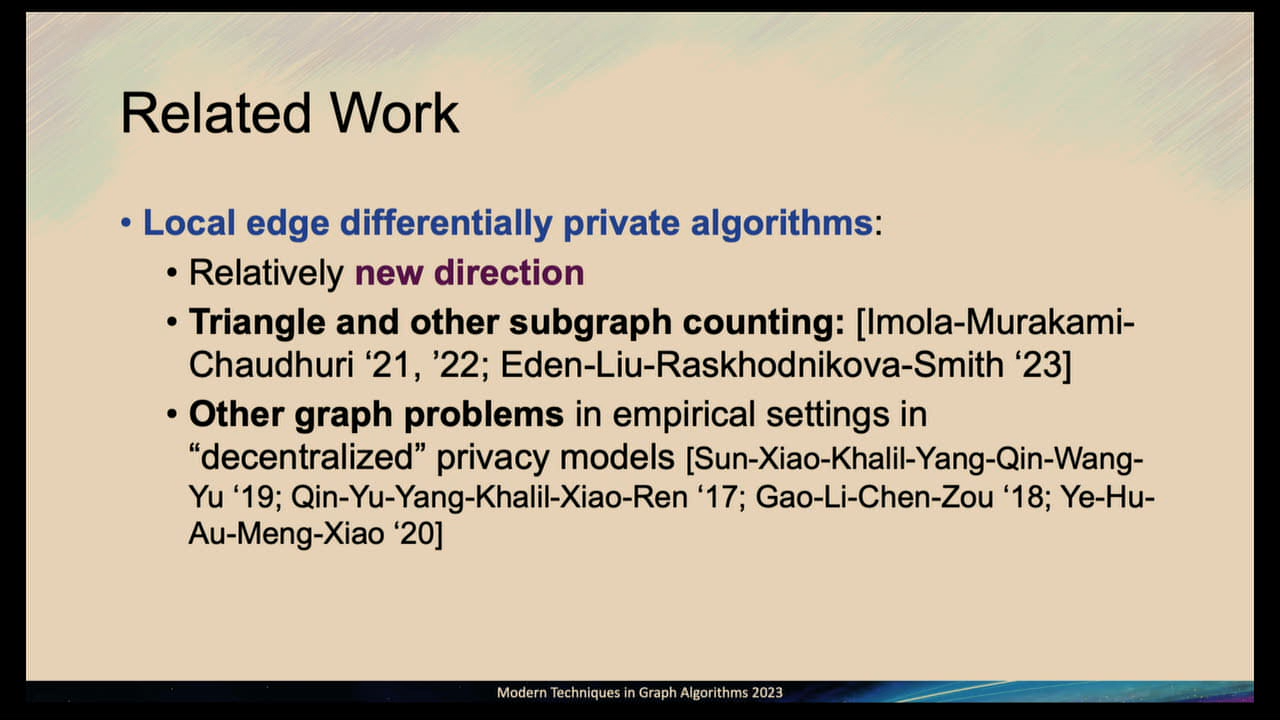 Related Work
• Local edge differentially private algorithms:
• Relatively new direction
• Triangle and other subgraph counting: [Imola-Murakami-
Chaudhuri ‘21, ’22; Eden-Liu-Raskhodnikova-Smith ‘23]
• Other graph problems in empirical settings in
“decentralized” privacy models [Sun-Xiao-Khalil-Yang-Qin-Wang-
Yu ‘19; Qin-Yu-Yang-Khalil-Xiao-Ren ‘17; Gao-Li-Chen-Zou ‘18; Ye-Hu-
Au-Meng-Xiao ‘20]
Modern Techniques in Graph Algorithms 2023